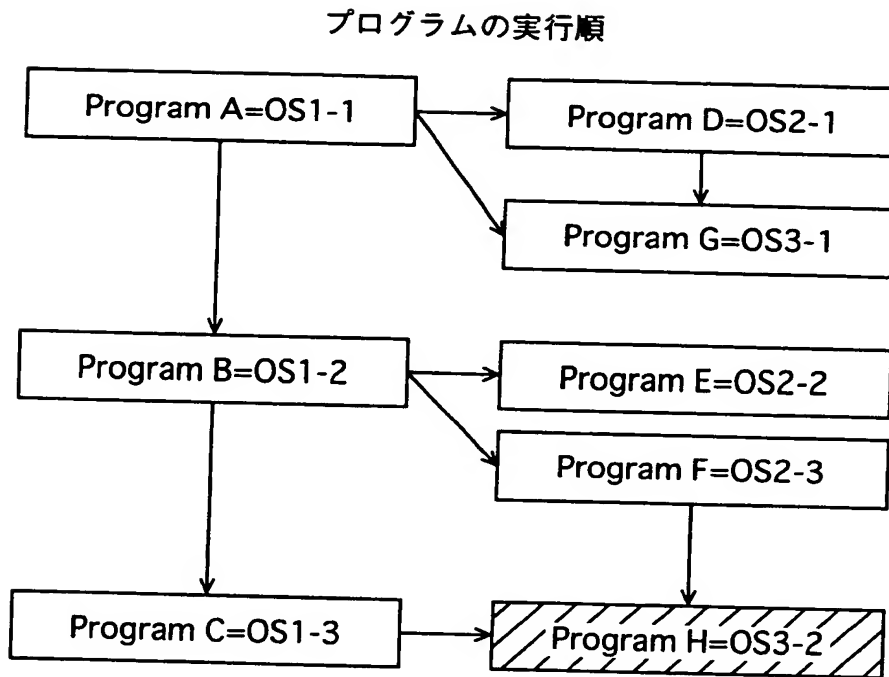 プログラムの実行順
Program A=OS1-1
Program D=OS2-1
Program G=OS3-1
Program B=OS1-2
Program E=OS2-2
Program F=OS2-3
Program C=OS1-3
Program H=OS3-2